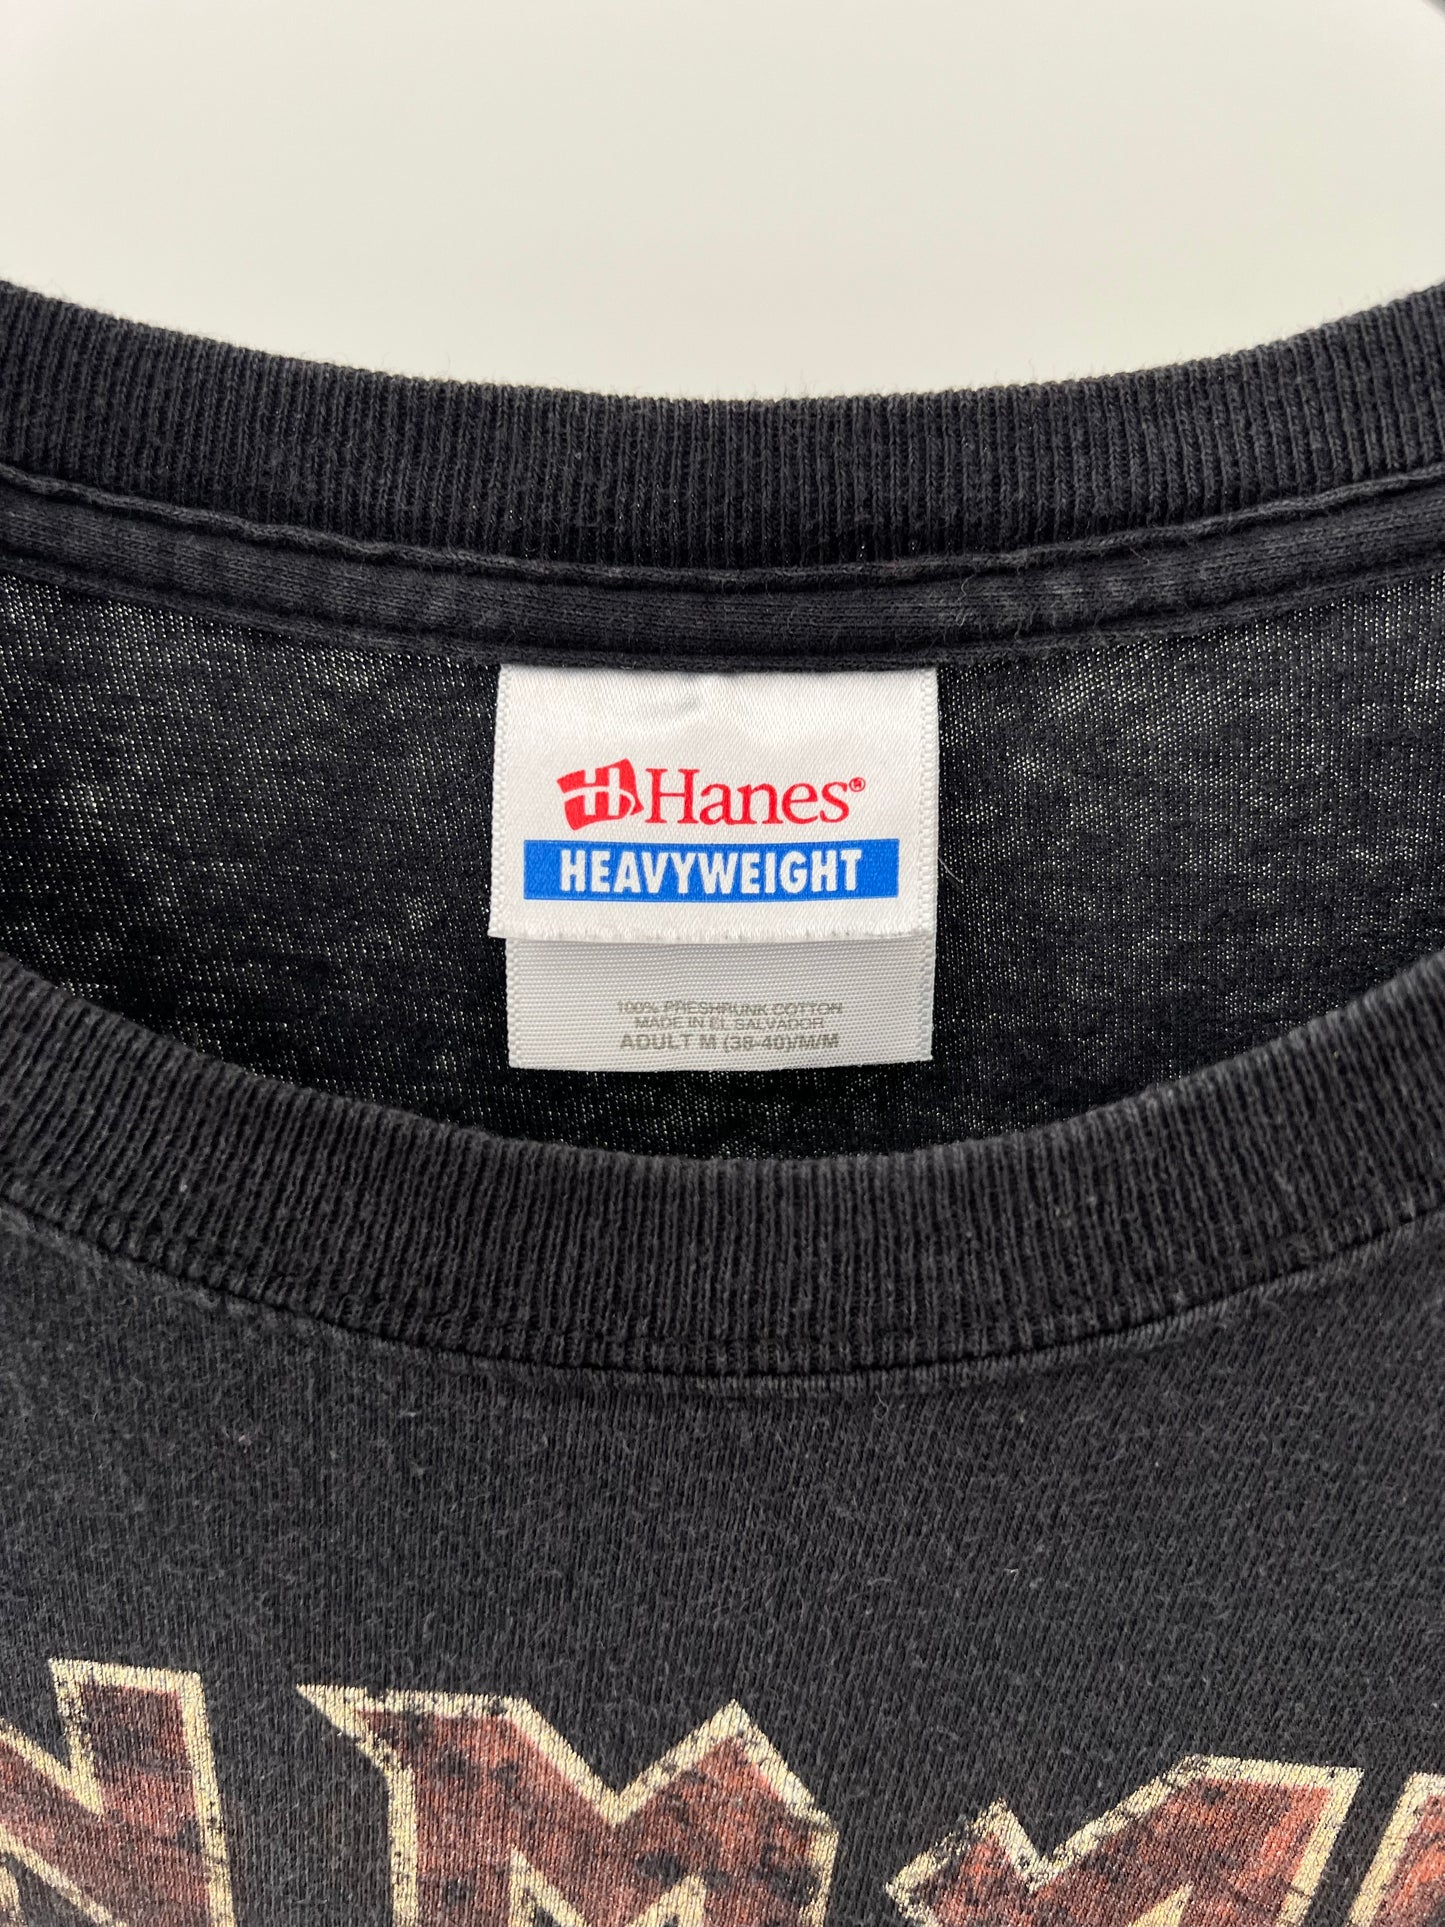 Hanes®
HEAVYWEIGHT
100% PRESHRUNK COTTON
MADE IN EL SALVADOR
ADULT M (38-40)/M/M